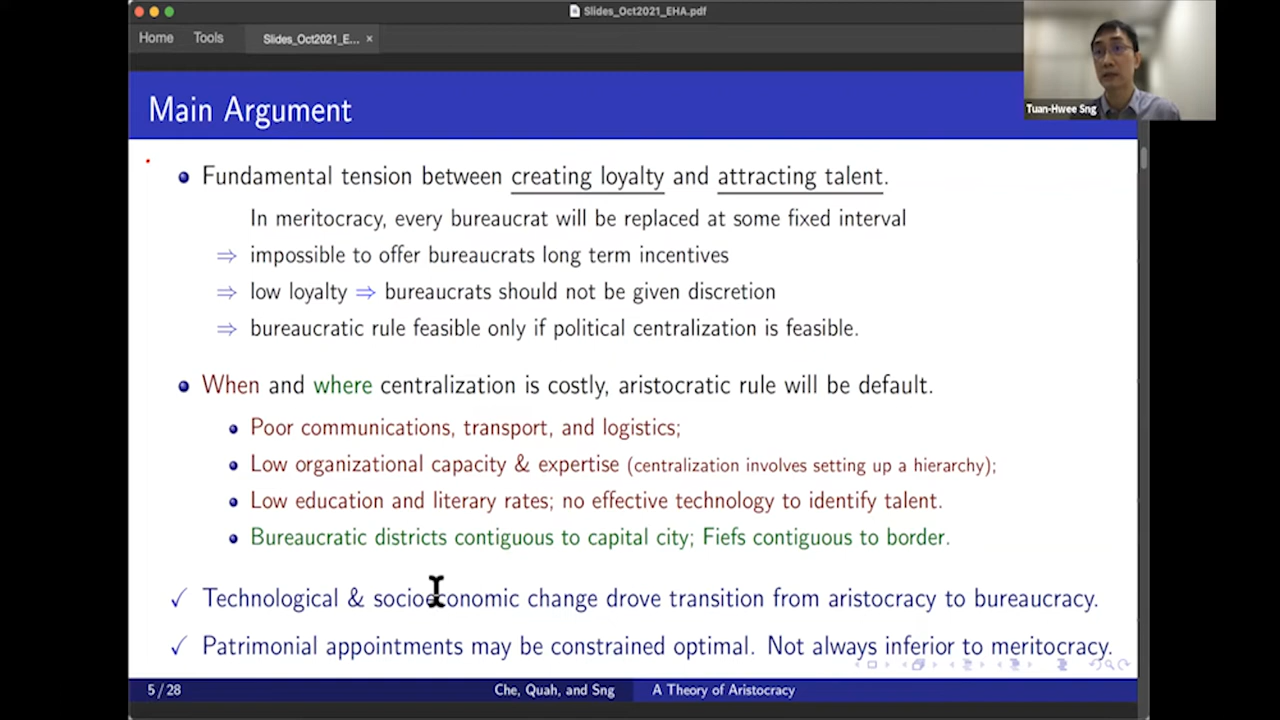 Slides_Oct2021_EHA.pdf
Home Tools Slides_Oct2021_E... ×
Tuan-Hwee Sng
Main Argument
Fundamental tension between creating loyalty and attracting talent.
In meritocracy, every bureaucrat will be replaced at some fixed interval
⇒ impossible to offer bureaucrats long term incentives
⇒ low loyalty ⇒ bureaucrats should not be given discretion
⇒ bureaucratic rule feasible only if political centralization is feasible.
When and where centralization is costly, aristocratic rule will be default.
Poor communications, transport, and logistics;
Low organizational capacity & expertise (centralization involves setting up a hierarchy);
Low education and literary rates; no effective technology to identify talent.
Bureaucratic districts contiguous to capital city; Fiefs contiguous to border.
✓ Technological & socioeconomic change drove transition from aristocracy to bureaucracy.
✓ Patrimonial appointments may be constrained optimal. Not always inferior to meritocracy.
5 / 28 Che, Quah, and Sng A Theory of Aristocracy